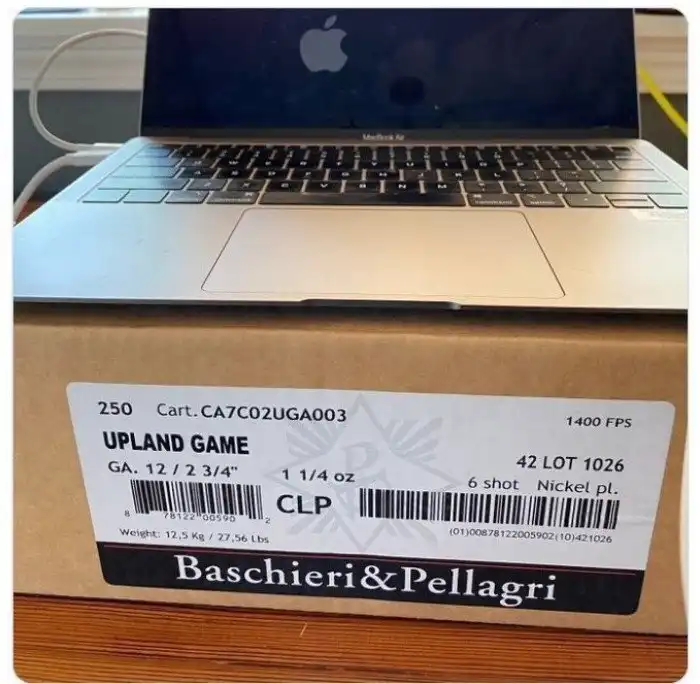 MacBook Air
250 Cart. CA7C02UGA003
1400 FPS
UPLAND GAME
GA. 12 / 2 3/4" 1 1/4 oz
42 LOT 1026
6 shot Nickel pl.
CLP
8 78122 00590 2
(01)00878122005902(10)421026
Weight: 12,5 Kg / 27,56 Lbs
Baschieri&Pellagri